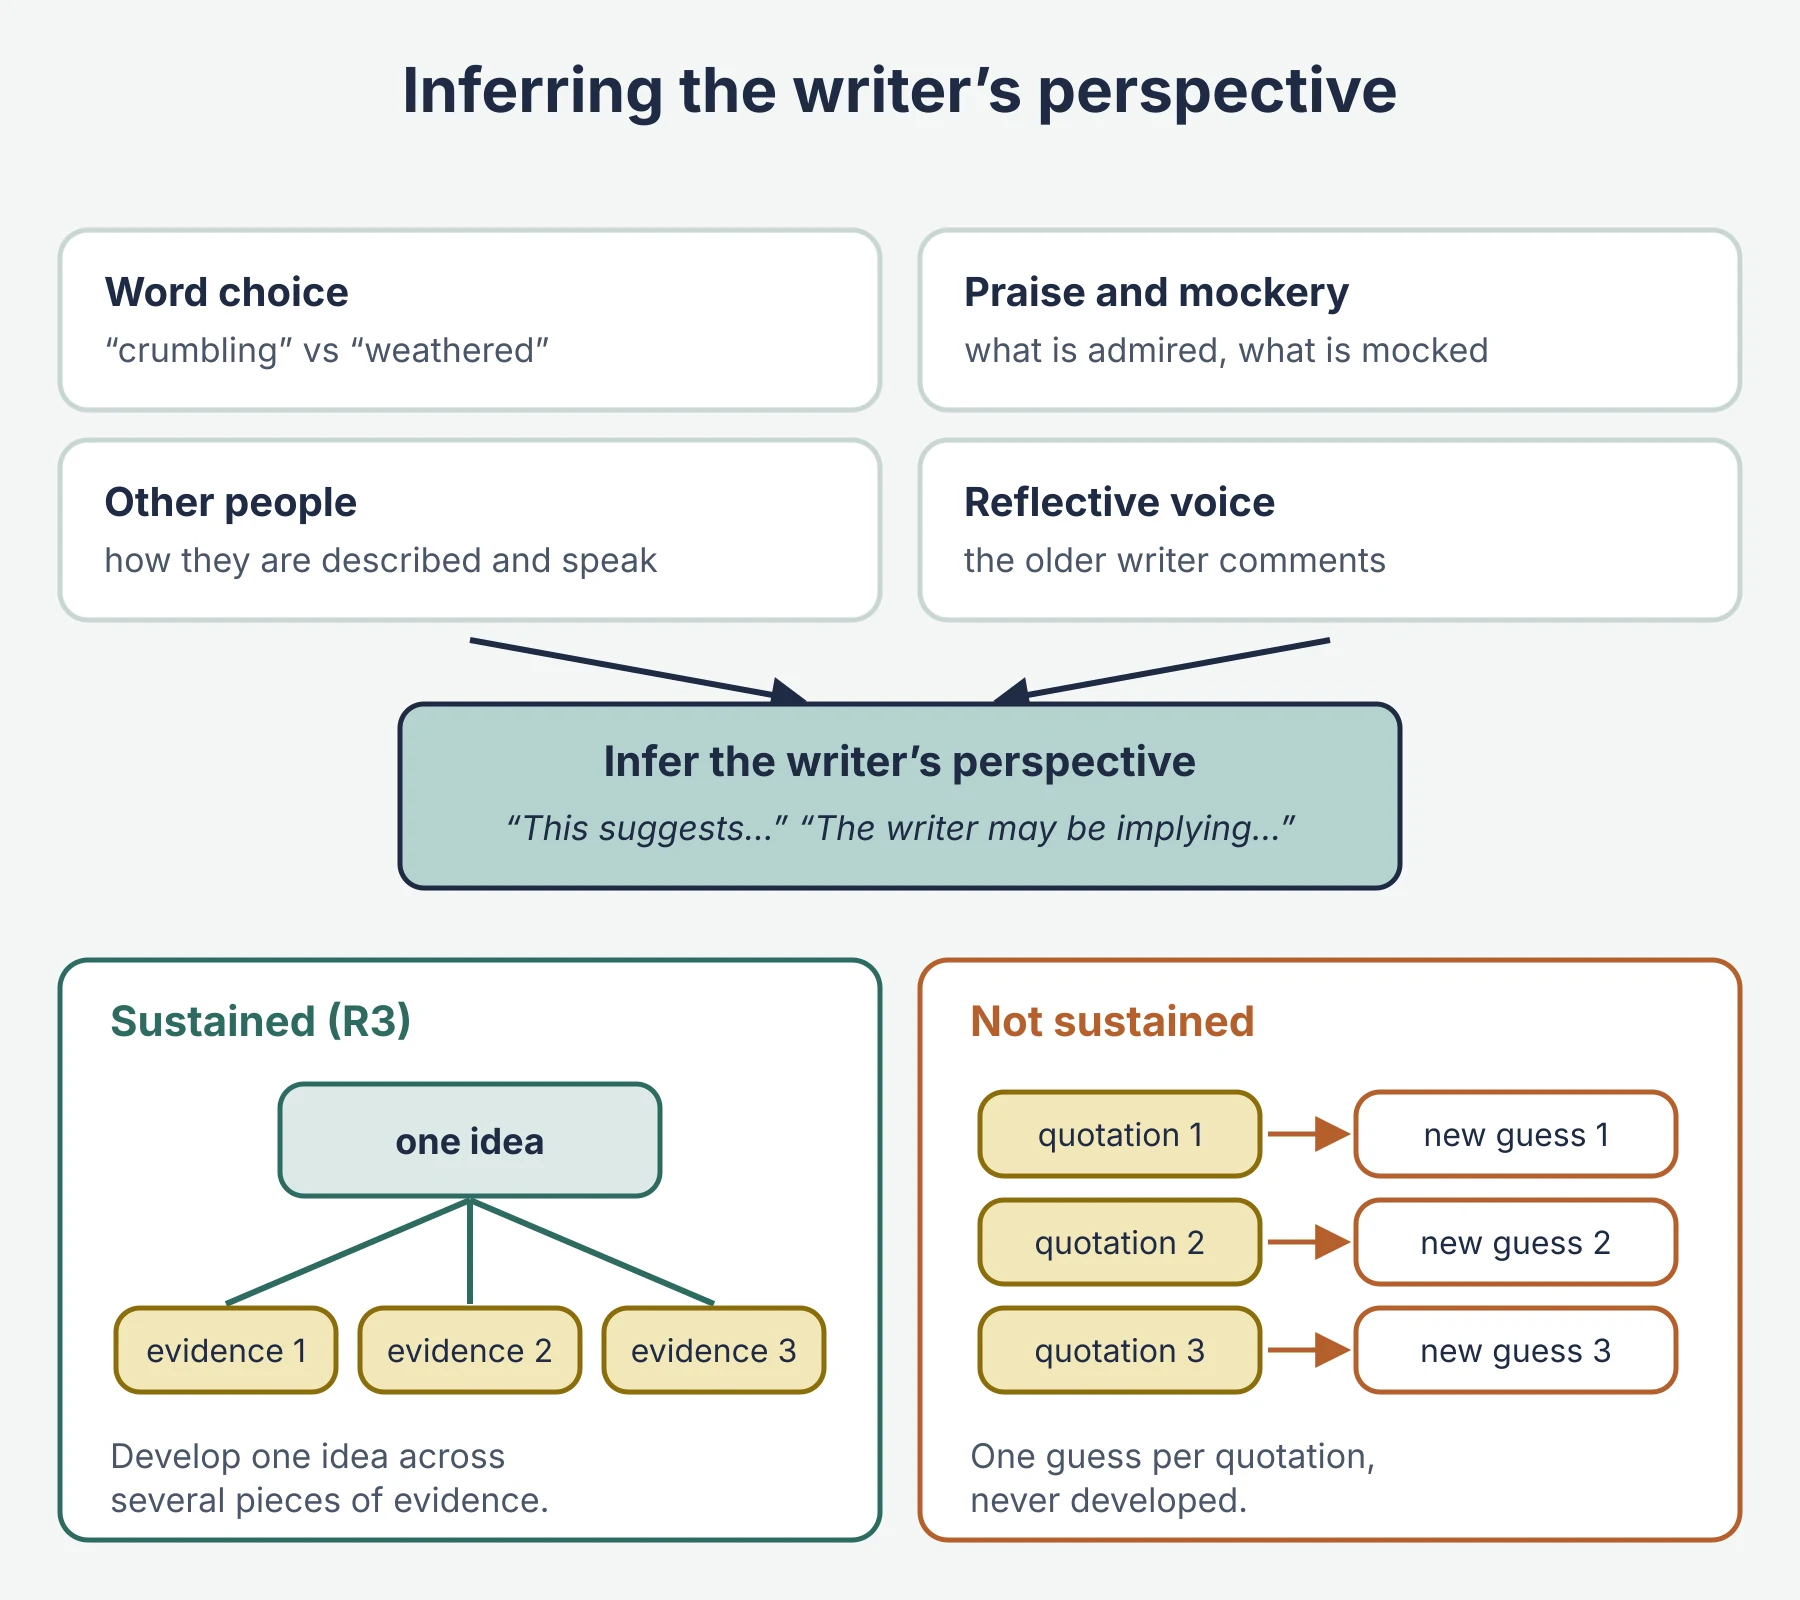 Inferring the writer’s perspective
Word choice
“crumbling” vs “weathered”
Praise and mockery
what is admired, what is mocked
Other people
how they are described and speak
Reflective voice
the older writer comments
Infer the writer’s perspective
“This suggests...” “The writer may be implying...”
Sustained (R3)
one idea
evidence 1
evidence 2
evidence 3
Develop one idea across
several pieces of evidence.
Not sustained
quotation 1
new guess 1
quotation 2
new guess 2
quotation 3
new guess 3
One guess per quotation,
never developed.